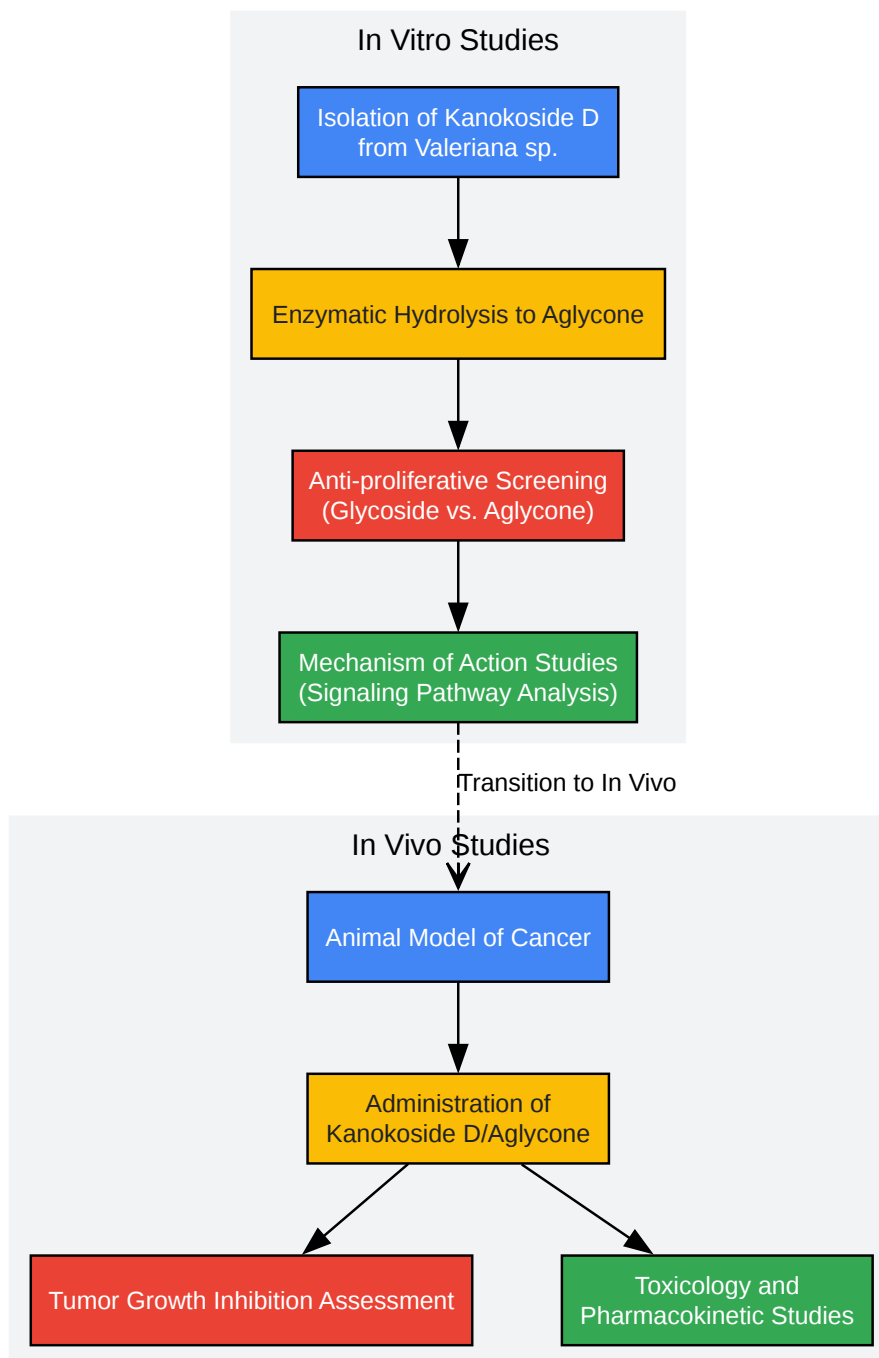 In Vitro Studies
Isolation of Kanokoside D
from Valeriana sp.
Enzymatic Hydrolysis to Aglycone
Anti-proliferative Screening
(Glycoside vs. Aglycone)
Mechanism of Action Studies
(Signaling Pathway Analysis)
Transition to In Vivo
In Vivo Studies
Animal Model of Cancer
Administration of
Kanokoside D/Aglycone
Tumor Growth Inhibition Assessment
Toxicology and
Pharmacokinetic Studies